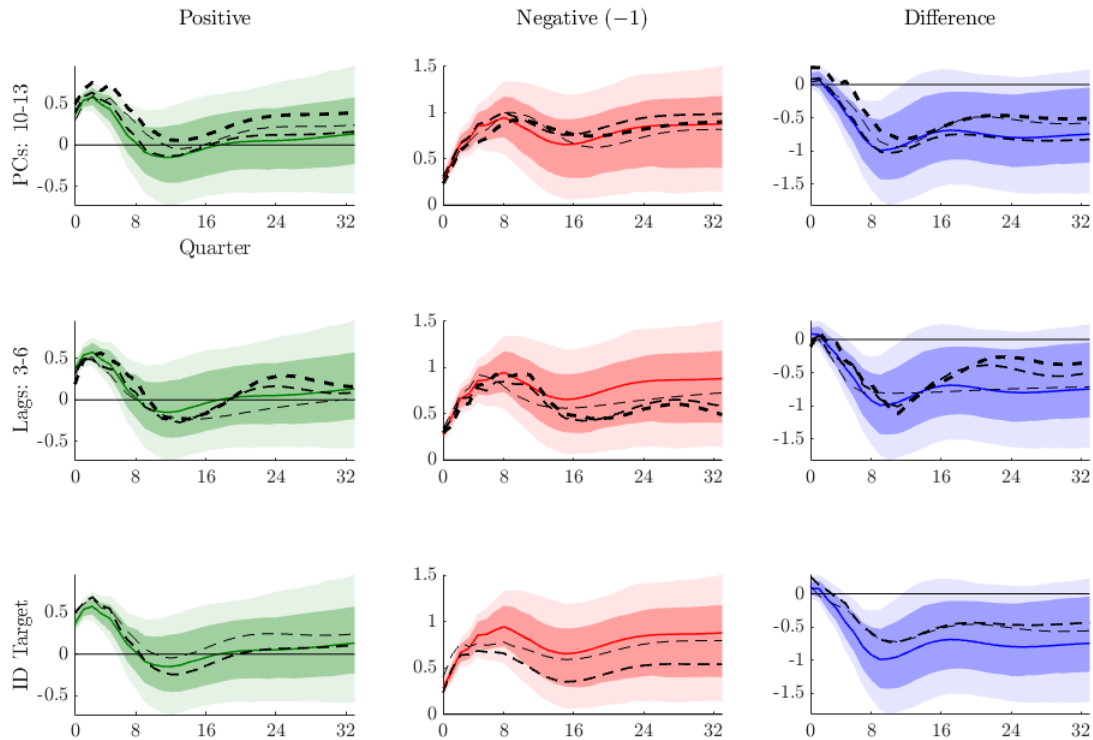 Positive
Negative (−1)
Difference
PCs: 10-13
0.5
0
-0.5
0 8 16 24 32
Quarter
1.5
1
0.5
0
0 8 16 24 32
0
-0.5
-1
-1.5
0 8 16 24 32
Lags: 3-6
0.5
0
-0.5
0 8 16 24 32
1.5
1
0.5
0
0 8 16 24 32
0
-0.5
-1
-1.5
0 8 16 24 32
ID Target
0.5
0
-0.5
0 8 16 24 32
1.5
1
0.5
0
0 8 16 24 32
0
-0.5
-1
-1.5
0 8 16 24 32